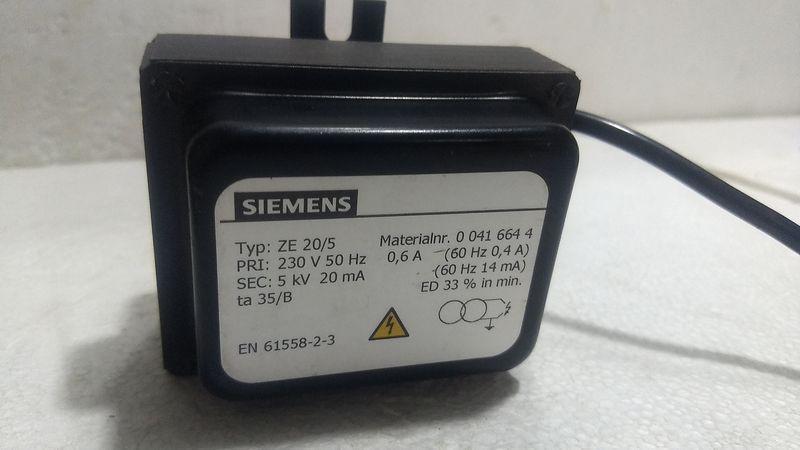 SIEMENS
Typ: ZE 20/5 Materialnr. 0 041 664 4
PRI: 230 V 50 Hz 0,6 A (60 Hz 0,4 A)
SEC: 5 kV 20 mA (60 Hz 14 mA)
ta 35/B ED 33 % in min.
EN 61558-2-3